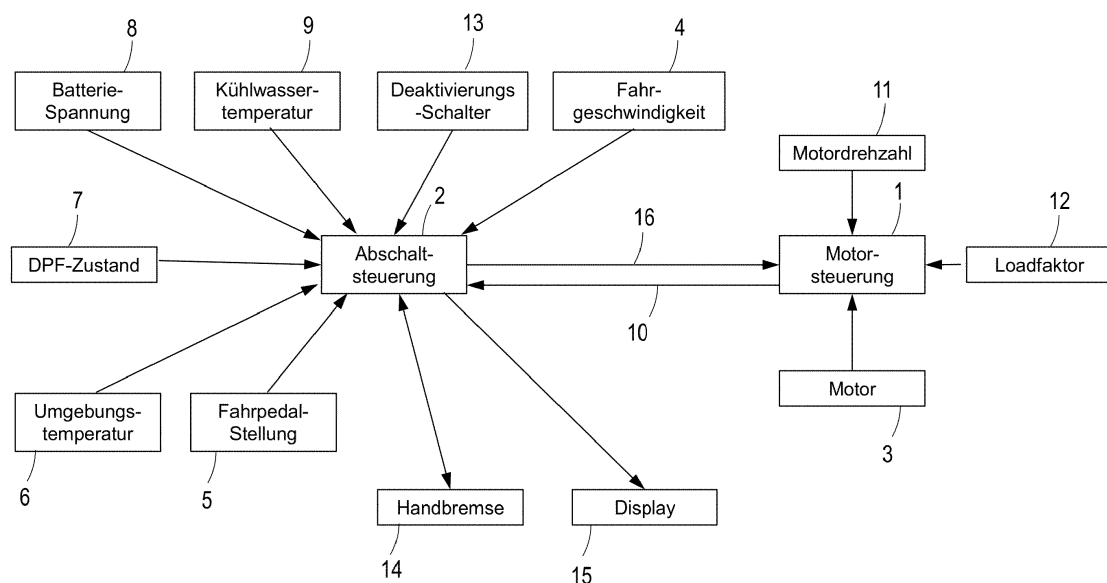 8
9
13
4
Batterie-
Spannung
Kühlwasser-
temperatur
Deaktivierungs
-Schalter
Fahr-
geschwindigkeit
11
Motordrehzahl
7
2
16
1
12
DPF-Zustand
Abschalt-
steuerung
Motor-
steuerung
Loadfaktor
10
Umgebungs-
temperatur
Fahrpedal-
Stellung
Motor
6
5
3
Handbremse
Display
14
15